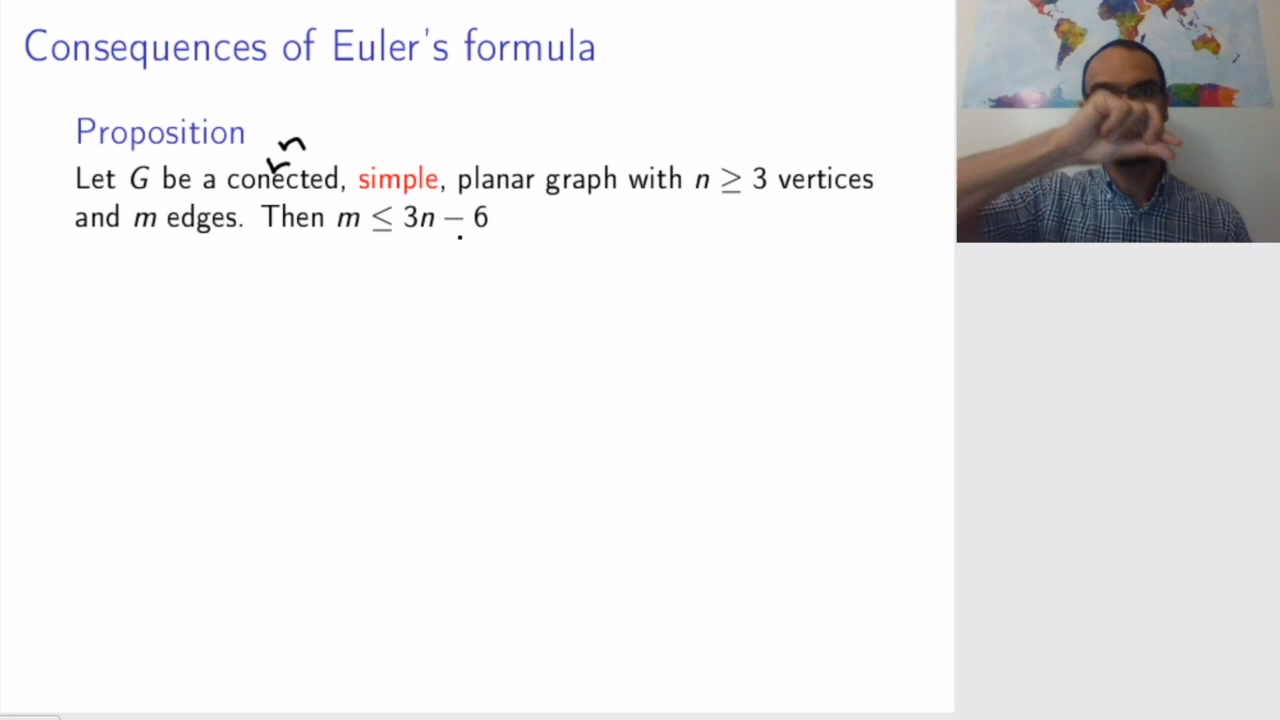 Consequences of Euler's formula
Proposition
n
Let G be a conected, simple, planar graph with n ≥ 3 vertices
and m edges. Then m ≤ 3n − 6